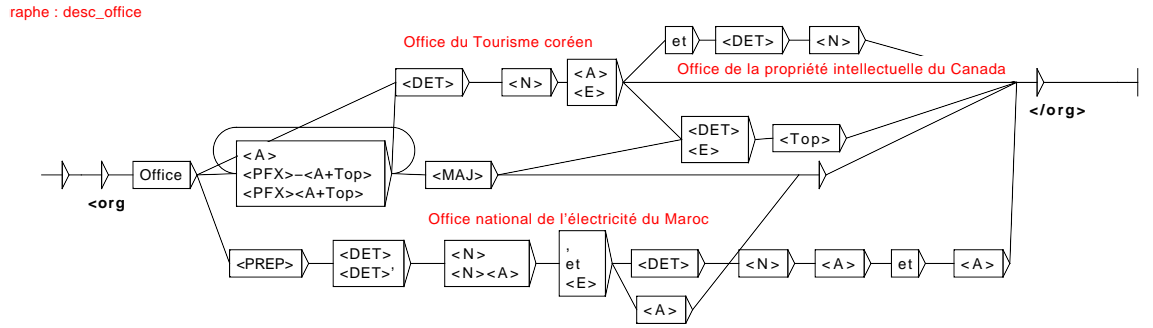 raphe : desc_office
et <DET> <N>
Office du Tourisme coréen
Office de la propriété intellectuelle du Canada
<DET> <N> <A>
<E>
</org>
<DET>
<E>
<Top>
<A>
<PFX>–<A+Top>
<PFX><A+Top>
Office
<MAJ>
<org
Office national de l'électricité du Maroc
<PREP>
<DET>
<DET>'
<N>
<N><A>
,
et
<E>
<DET> <N> <A> et <A>
<A>